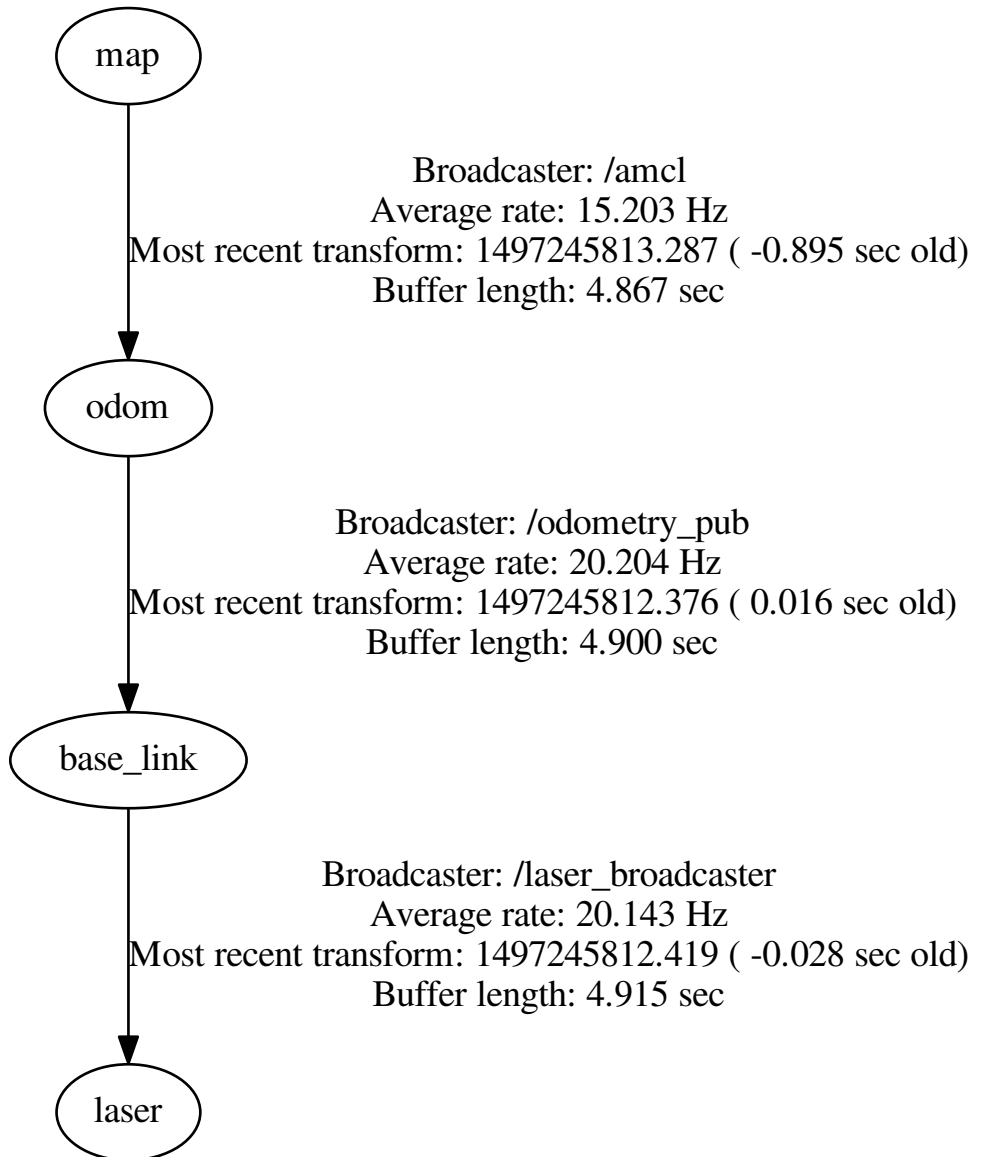 map
Broadcaster: /amcl
Average rate: 15.203 Hz
Most recent transform: 1497245813.287 ( -0.895 sec old)
Buffer length: 4.867 sec
odom
Broadcaster: /odometry_pub
Average rate: 20.204 Hz
Most recent transform: 1497245812.376 ( 0.016 sec old)
Buffer length: 4.900 sec
base_link
Broadcaster: /laser_broadcaster
Average rate: 20.143 Hz
Most recent transform: 1497245812.419 ( -0.028 sec old)
Buffer length: 4.915 sec
laser